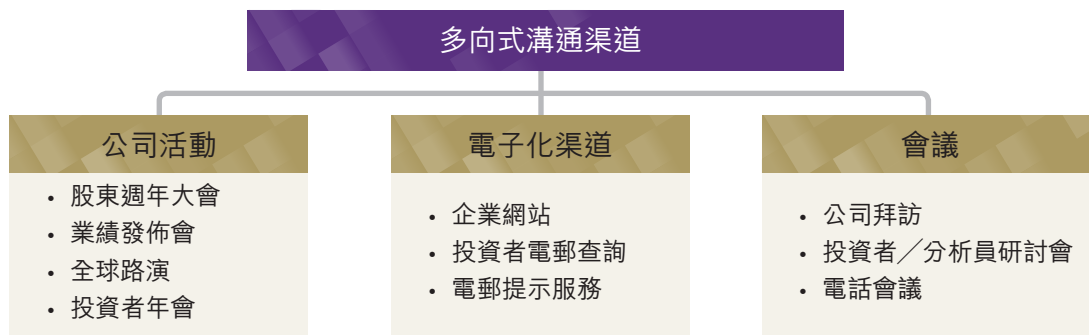 多向式溝通渠道
公司活動
• 股東週年大會
• 業績發佈會
• 全球路演
• 投資者年會
電子化渠道
• 企業網站
• 投資者電郵查詢
• 電郵提示服務
會議
• 公司拜訪
• 投資者／分析員研討會
• 電話會議